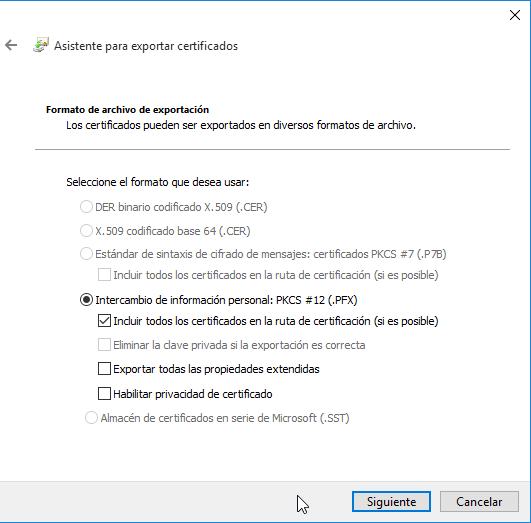 Asistente para exportar certificados
Formato de archivo de exportación
Los certificados pueden ser exportados en diversos formatos de archivo.
Seleccione el formato que desea usar:
DER binario codificado X.509 (.CER)
X.509 codificado base 64 (.CER)
Estándar de sintaxis de cifrado de mensajes: certificados PKCS #7 (.P7B)
Incluir todos los certificados en la ruta de certificación (si es posible)
Intercambio de información personal: PKCS #12 (.PFX)
Incluir todos los certificados en la ruta de certificación (si es posible)
Eliminar la clave privada si la exportación es correcta
Exportar todas las propiedades extendidas
Habilitar privacidad de certificado
Almacén de certificados en serie de Microsoft (.SST)
Siguiente Cancelar